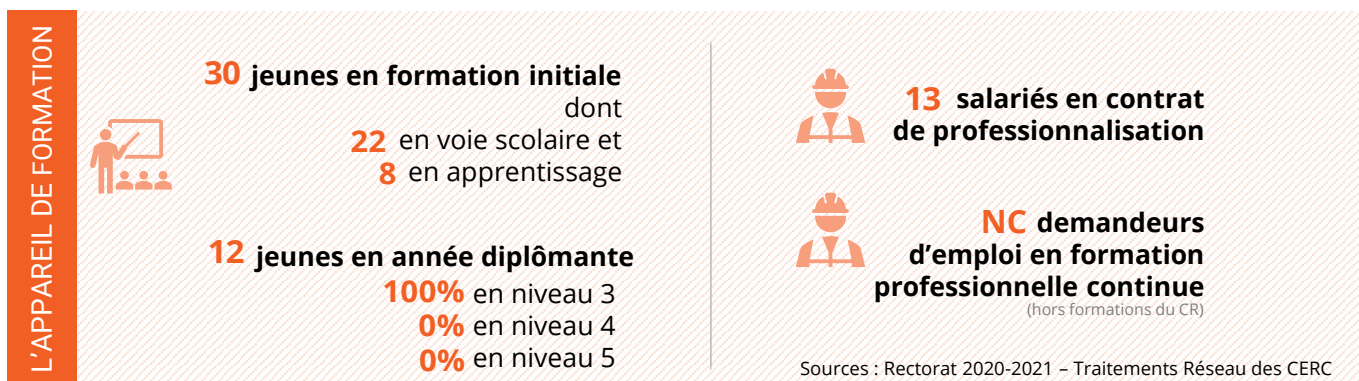 L'APPAREIL DE FORMATION
30 jeunes en formation initiale
dont
22 en voie scolaire et
8 en apprentissage
12 jeunes en année diplômante
100% en niveau 3
0% en niveau 4
0% en niveau 5
13 salariés en contrat
de professionnalisation
NC demandeurs
d'emploi en formation
professionnelle continue
(hors formations du CR)
Sources : Rectorat 2020-2021 – Traitements Réseau des CERC